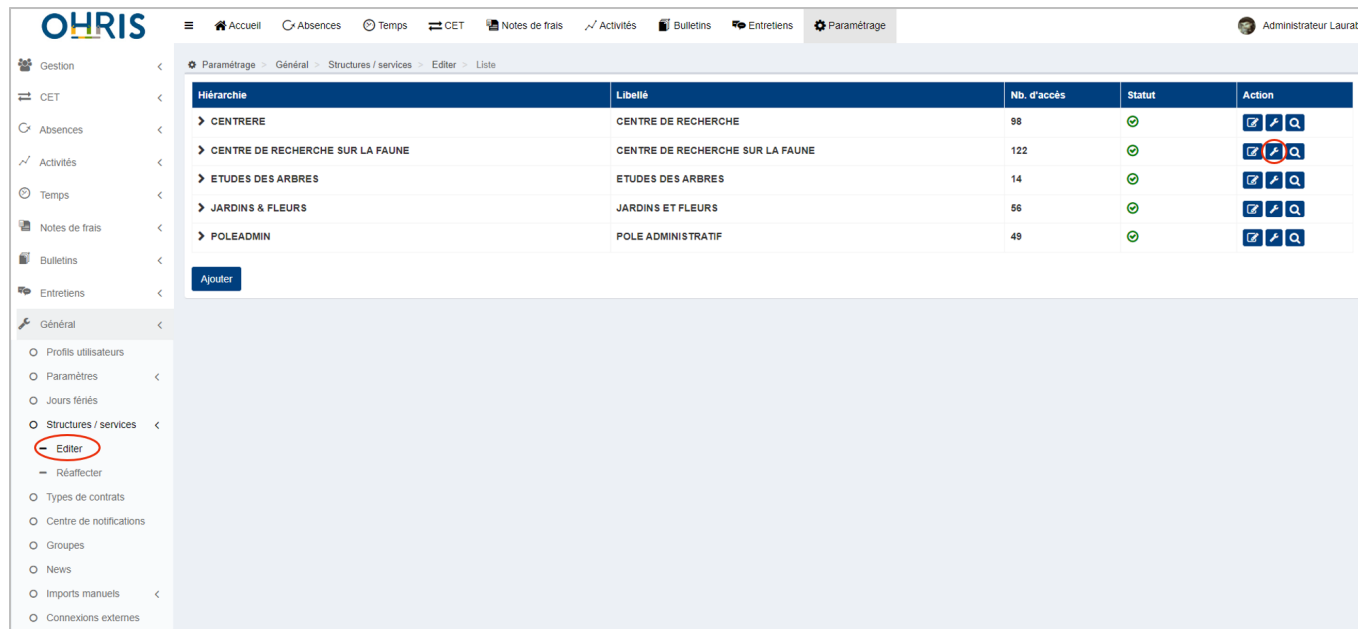 OHRIS
Accueil Absences Temps CET Notes de frais Activités Bulletins Entretiens Paramétrage Administrateur Laurab
Gestion
CET
Absences
Activités
Temps
Notes de frais
Bulletins
Entretiens
Général
Profils utilisateurs
Paramètres
Jours fériés
Structures / services
Editer
Réaffecter
Types de contrats
Centre de notifications
Groupes
News
Imports manuels
Connexions externes
Paramétrage > Général > Structures / services > Editer > Liste
Hiérarchie Libellé Nb. d'accès Statut Action
CENTRERE CENTRE DE RECHERCHE 98
CENTRE DE RECHERCHE SUR LA FAUNE CENTRE DE RECHERCHE SUR LA FAUNE 122
ETUDES DES ARBRES ETUDES DES ARBRES 14
JARDINS & FLEURS JARDINS ET FLEURS 56
POLEADMIN POLE ADMINISTRATIF 49
Ajouter